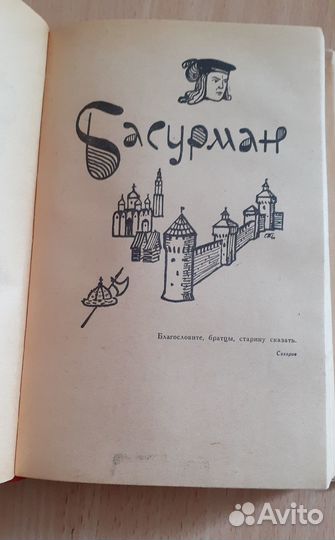 Басурман
Благословите, братцы, старину сказать.
Сахаров
Avito